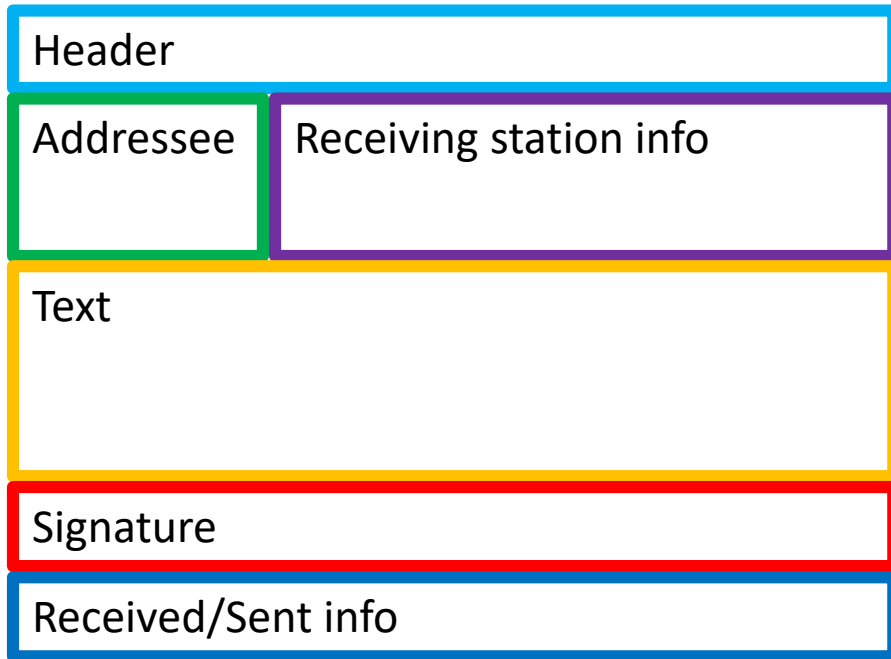 Header
Addressee
Receiving station info
Text
Signature
Received/Sent info